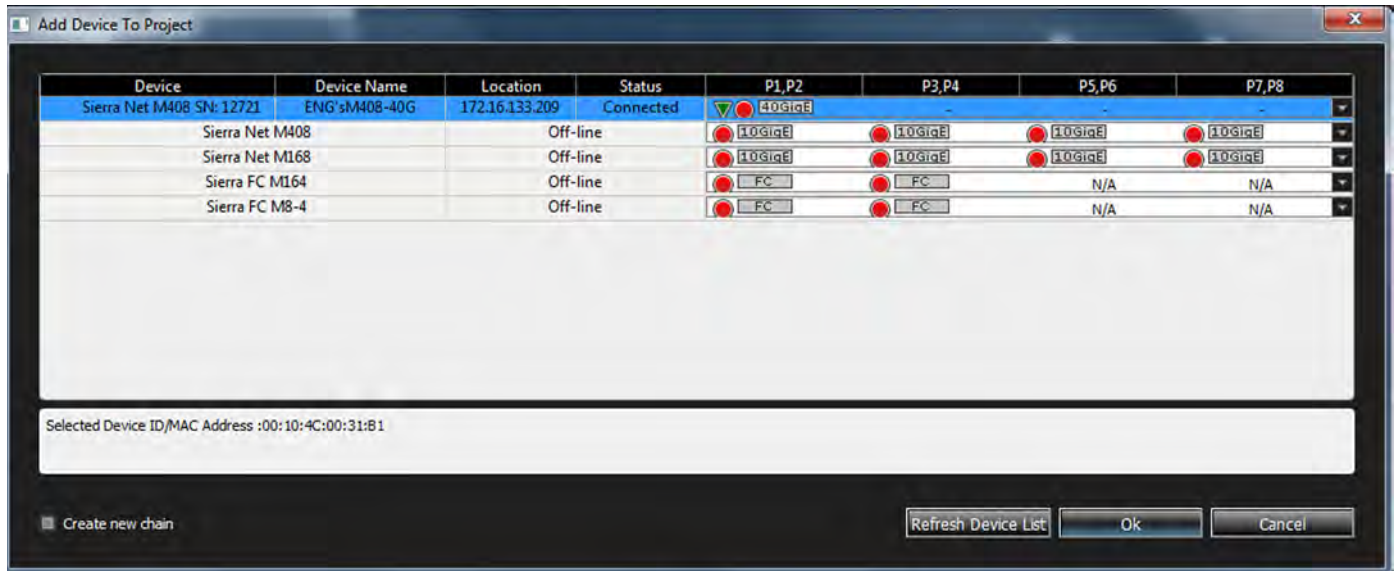 Add Device To Project
Device Device Name Location Status P1,P2 P3,P4 P5,P6 P7,P8
Sierra Net M408 SN: 12721 ENG'sM408-40G 172.16.133.209 Connected 40GigE - - -
Sierra Net M408 Off-line 10GigE 10GigE 10GigE 10GigE
Sierra Net M168 Off-line 10GigE 10GigE 10GigE 10GigE
Sierra FC M164 Off-line FC FC N/A N/A
Sierra FC M8-4 Off-line FC FC N/A N/A
Selected Device ID/MAC Address :00:10:4C:00:31:B1
Create new chain Refresh Device List Ok Cancel